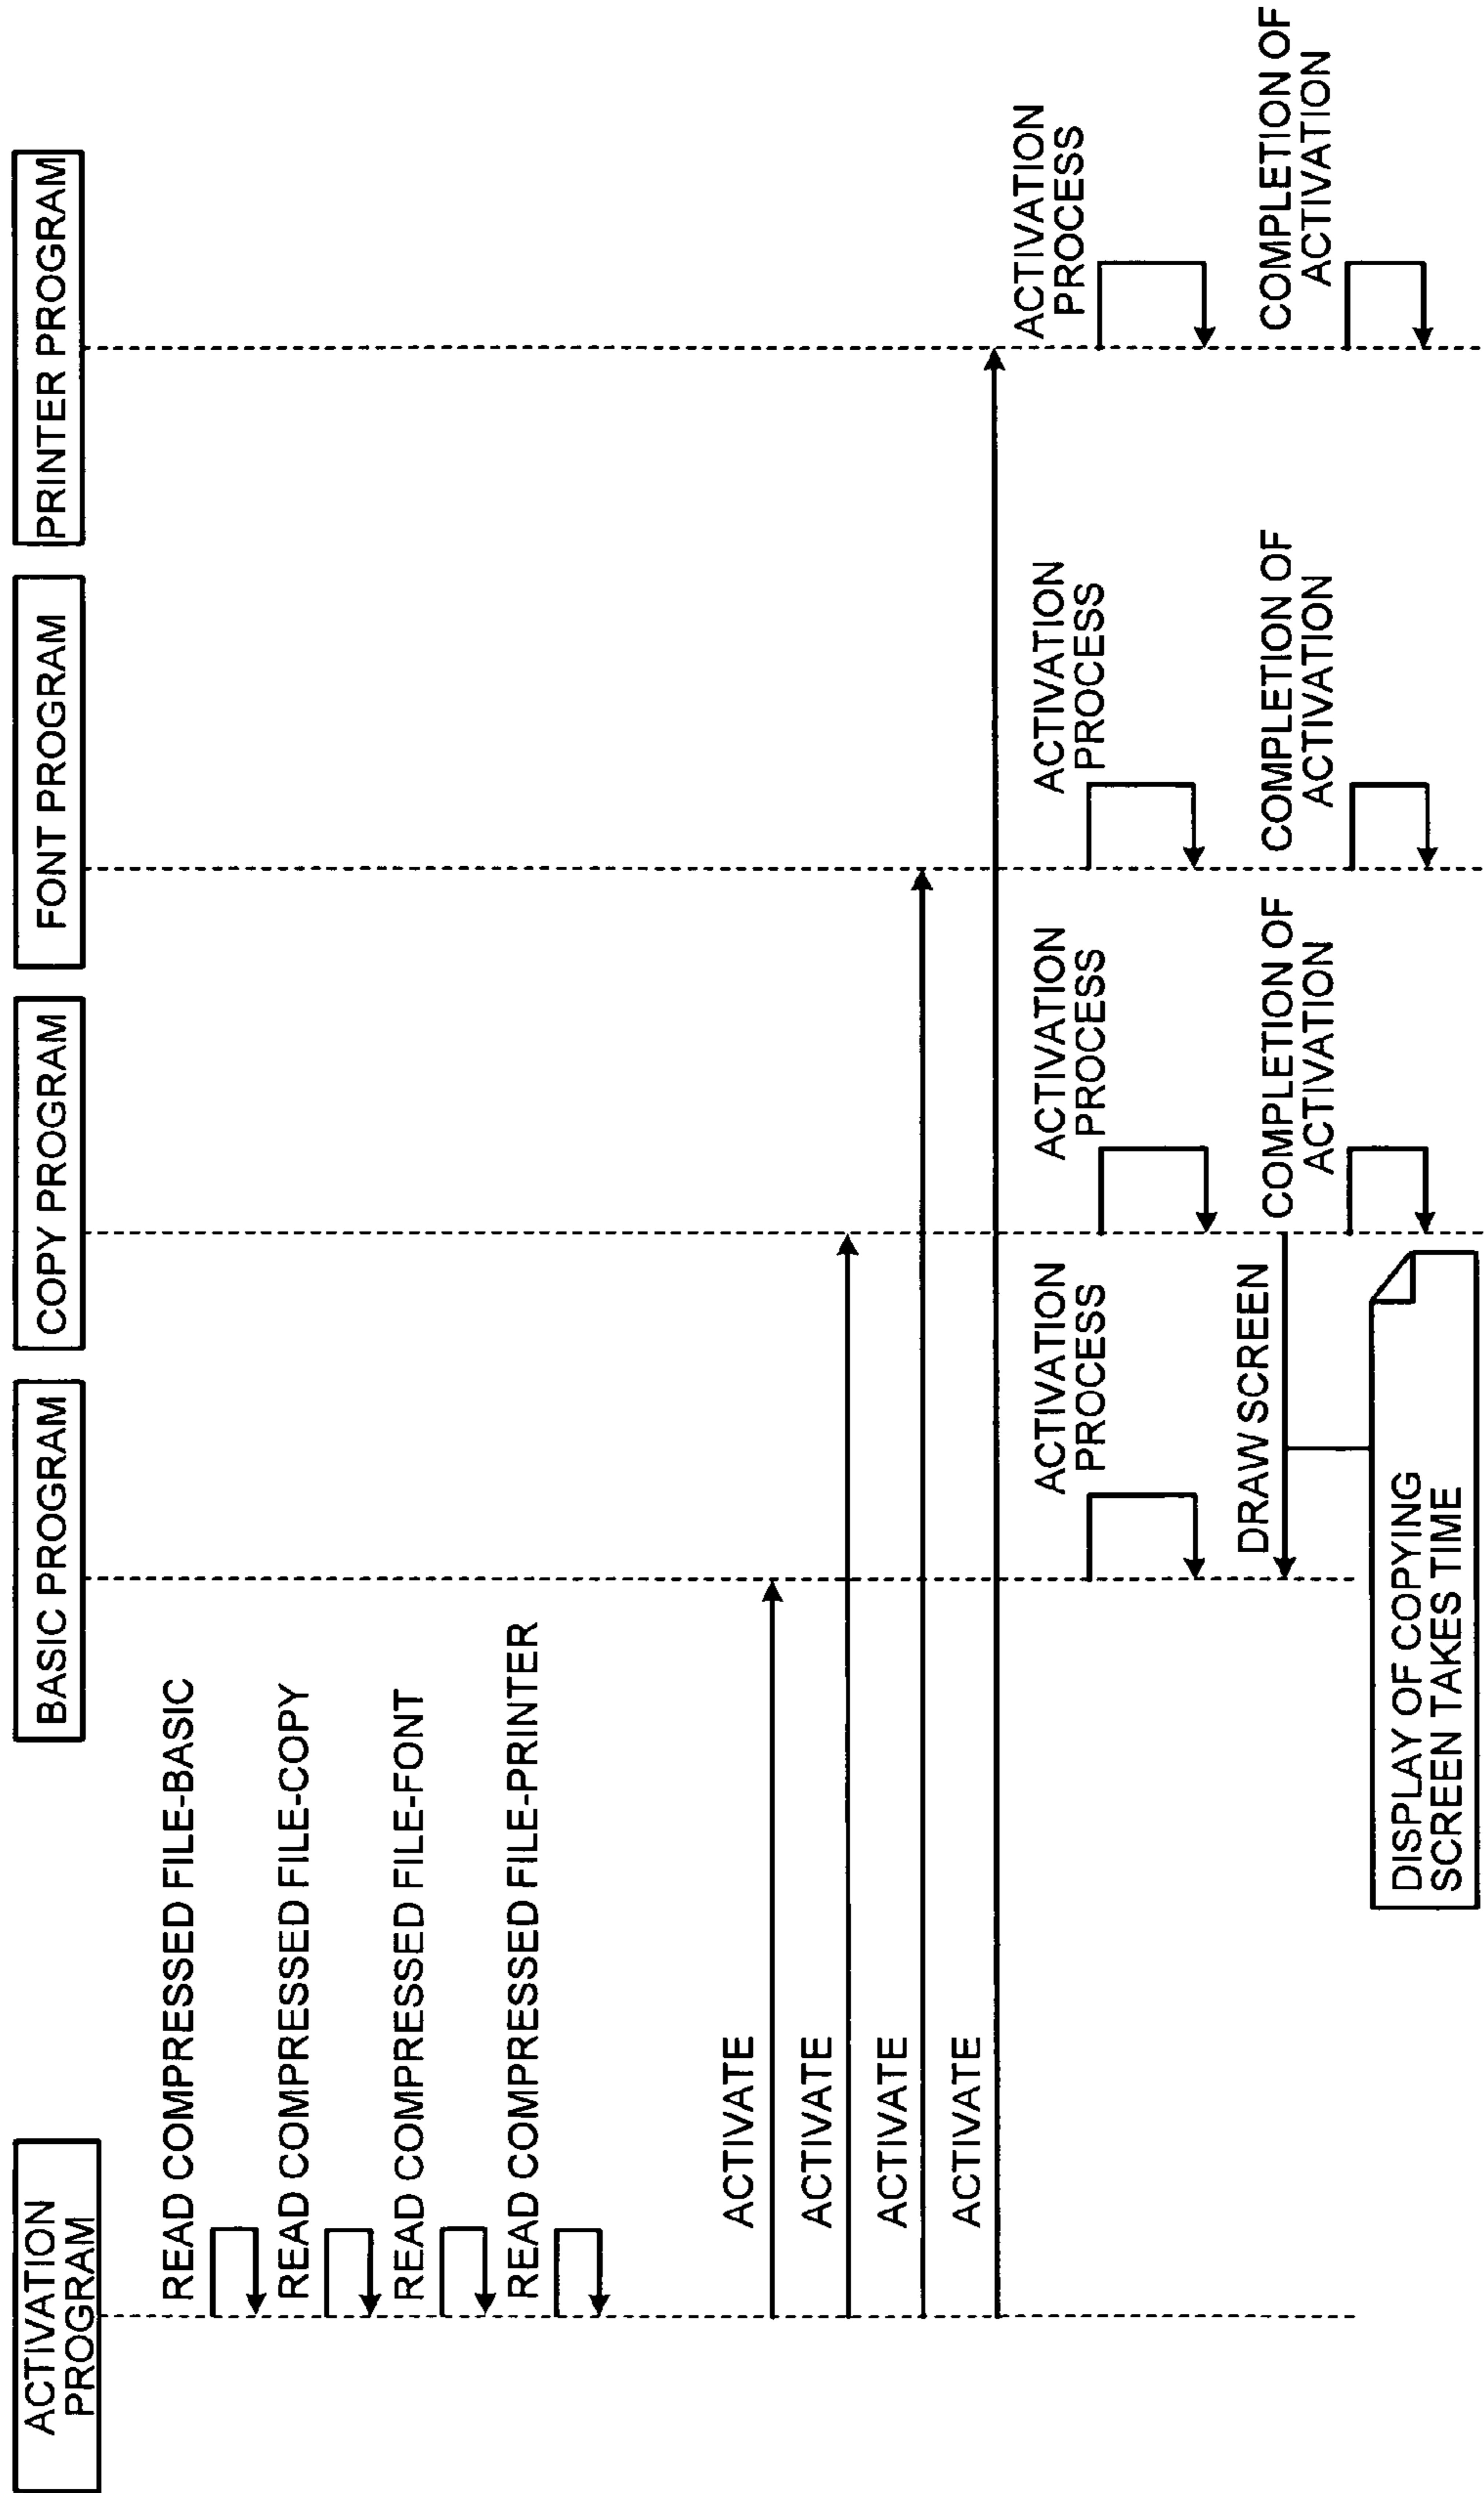 ACTIVATION
PROGRAM
BASIC PROGRAM
COPY PROGRAM
FONT PROGRAM
PRINTER PROGRAM
READ COMPRESSED FILE-BASIC
READ COMPRESSED FILE-COPY
READ COMPRESSED FILE-FONT
READ COMPRESSED FILE-PRINTER
ACTIVATE
ACTIVATE
ACTIVATE
ACTIVATE
ACTIVATION
PROCESS
ACTIVATION
PROCESS
ACTIVATION
PROCESS
ACTIVATION
PROCESS
DRAW SCREEN
COMPLETION OF
ACTIVATION
COMPLETION OF
ACTIVATION
COMPLETION OF
ACTIVATION
DISPLAY OF COPYING
SCREEN TAKES TIME